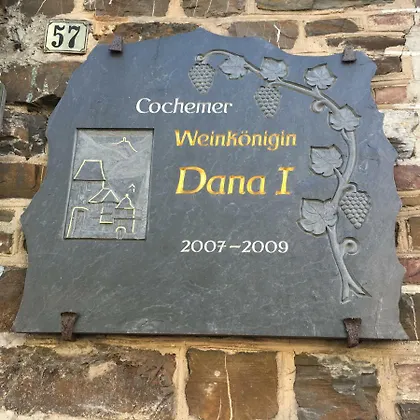 57
Cochemer
Weinkönigin
Dana I
2007–2009